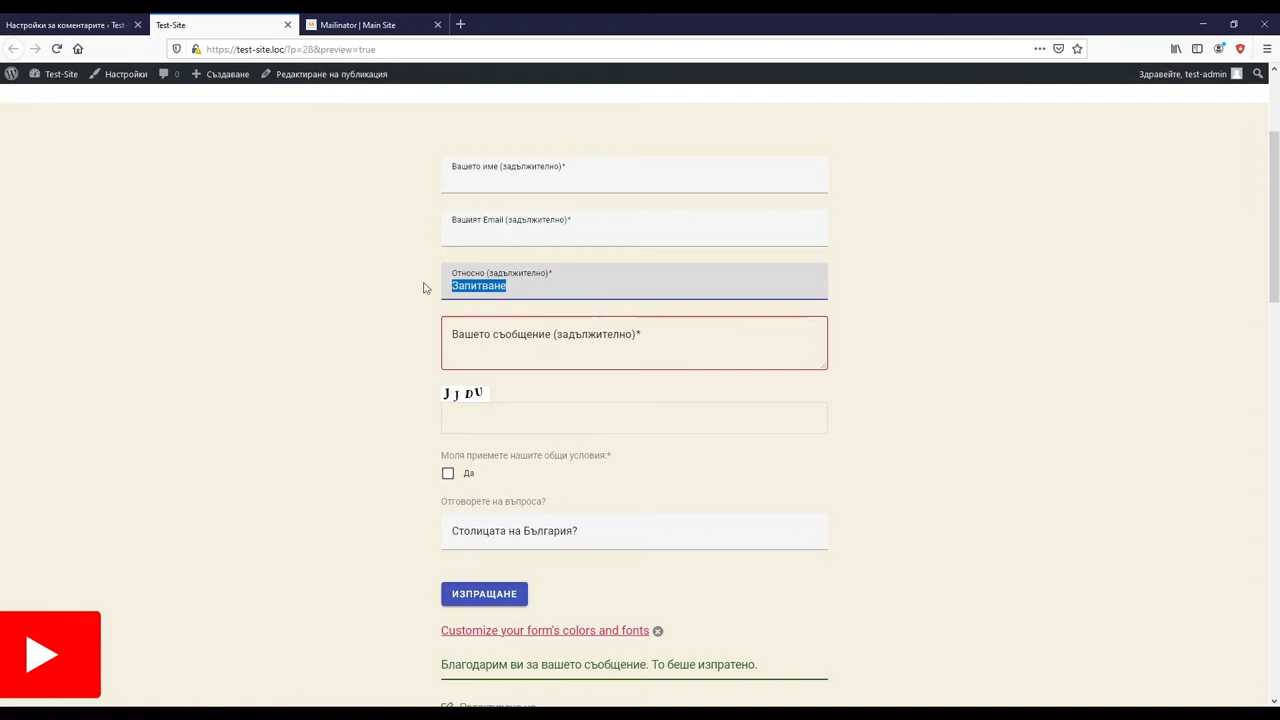 Настройки за коментарите ‹ Test-
Test-Site
Mailinator | Main Site
https://test-site.loc/?p=28&preview=true
Test-Site
Настройки
0
Създаване
Редактиране на публикация
Здравейте, test-admin
Вашето име (задължително)*
Вашият Email (задължително)*
Относно (задължително)*
Запитване
Вашето съобщение (задължително)*
J J D U
Моля приемете нашите общи условия:*
Да
Отговорете на въпроса?
Столицата на България?
ИЗПРАЩАНЕ
Customize your form's colors and fonts
Благодарим ви за вашето съобщение. То беше изпратено.